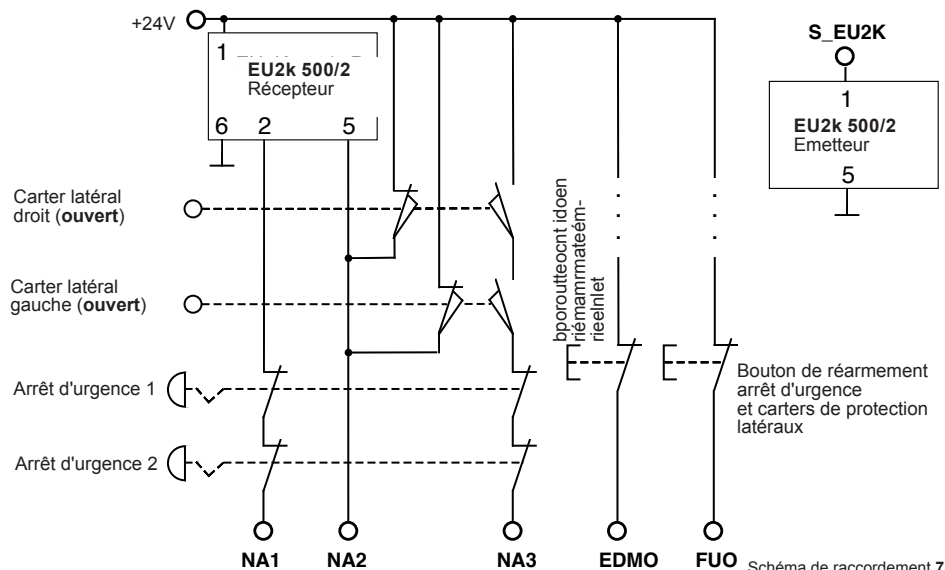 +24V
S_EU2K
1
EU2k 500/2
Récepteur
6 2 5
1
EU2k 500/2
Emetteur
5
Carter latéral
droit (ouvert)
Carter latéral
gauche (ouvert)
Bouton de réarmement
arrêt d'urgence
et carters de protection
latéraux
Arrêt d'urgence 1
Arrêt d'urgence 2
NA1 NA2 NA3 EDMO FUO
Schéma de raccordement 7